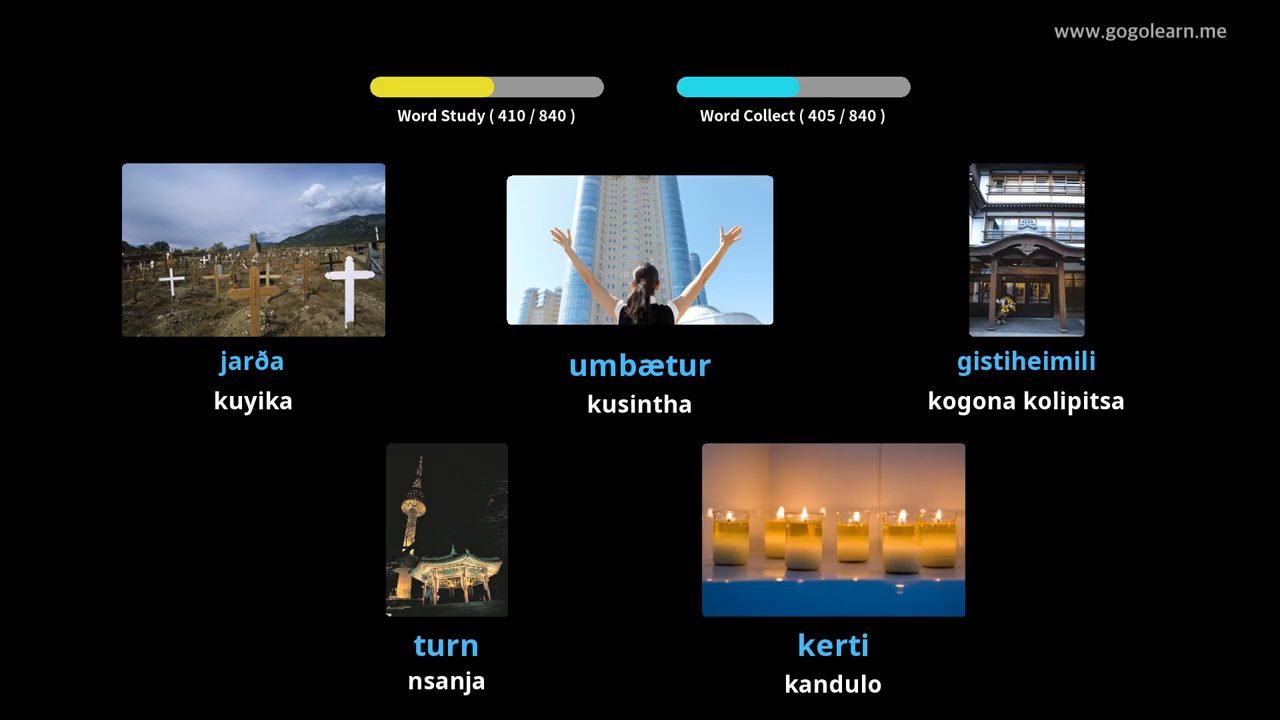 www.gogolearn.me
Word Study ( 410 / 840 )
Word Collect ( 405 / 840 )
jarða
kuyika
umbætur
kusintha
gistiheimili
kogona kolipitsa
turn
nsanja
kerti
kandulo